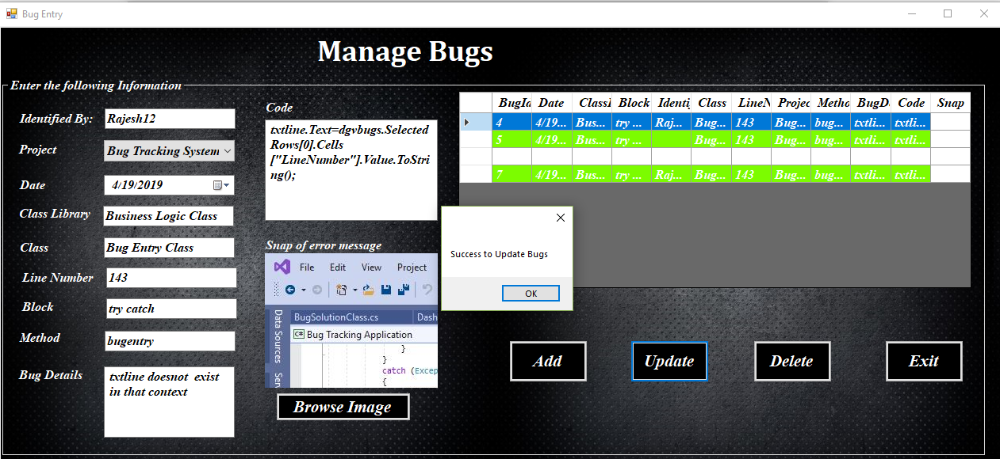 Bug Entry
Manage Bugs
Enter the following Information
Identified By: Rajesh12
Project Bug Tracking System
Date 4/19/2019
Class Library Business Logic Class
Class Bug Entry Class
Line Number 143
Block try catch
Method bugentry
Bug Details txtline doesnot exist
in that context
Code
txtline.Text=dgvbugs.Selected
Rows[0].Cells
["LineNumber"].Value.ToStri
ng();
Snap of error message
File Edit View Project
BugSolutionClass.cs Dash
Data Sources
C# Bug Tracking Application
}
}
catch (Excep
{
Browse Image
BugId Date ClassL Block Identi Class LineN Projec Metho BugD Code Snap
4 4/19... Bus... try ... Raj... Bug... 143 Bug... bug... txtli... txtli...
5 4/19... Bus... try ... Bug... 143 Bug... bug... txtli... txtli...
7 4/19... Bus... try ... Raj... Bug... 143 Bug... bug... txtli... txtli...
Success to Update Bugs
OK
Add Update Delete Exit